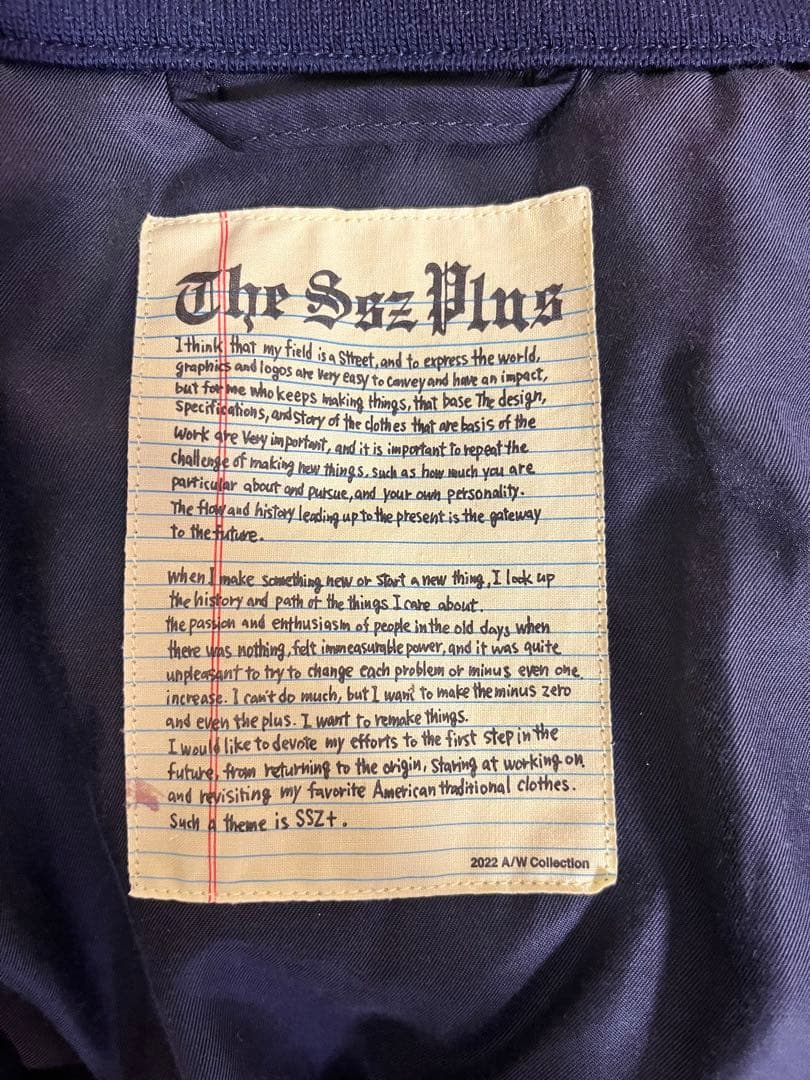 The Ssz Plus
I think that my field is a Street, and to express the world,
graphics and logos are very easy to convey and have an impact,
but for me who keeps making things, that base The design,
specifications, and story of the clothes that are basis of the
work are very important, and it is important to repeat the
challenge of making new things, such as how much you are
particular about and pursue, and your own personality.
The flow and history leading up to the present is the gateway
to the future.
when I make something new or start a new thing, I look up
the history and path of the things I care about.
the passion and enthusiasm of people in the old days when
there was nothing, felt immeasurable power, and it was quite
unpleasant to try to change each problem or minus even one
increase. I can't do much, but I want to make the minus zero
and even the plus. I want to remake things.
I would like to devote my efforts to the first step in the
future, from returning to the origin, staring at working on
and revisiting my favorite American traditional clothes.
Such a theme is SSZ+.
2022 A/W Collection